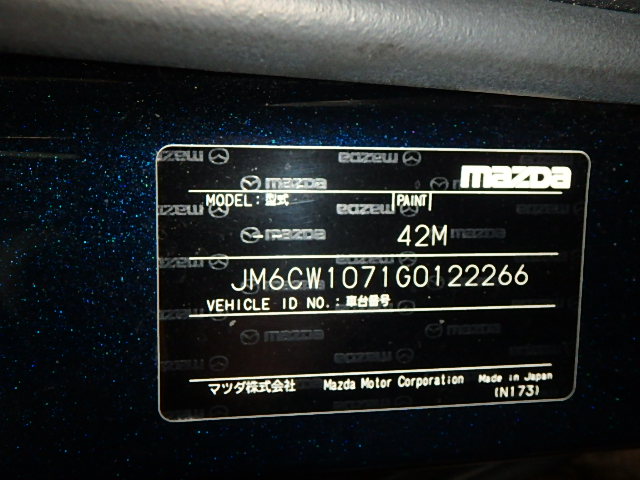 mazda
MODEL: 型式 PAINT
-- 42M
JM6CW1071G0122266
VEHICLE ID NO.: 車台番号
マツダ株式会社 Mazda Motor Corporation Made in Japan
(N173)